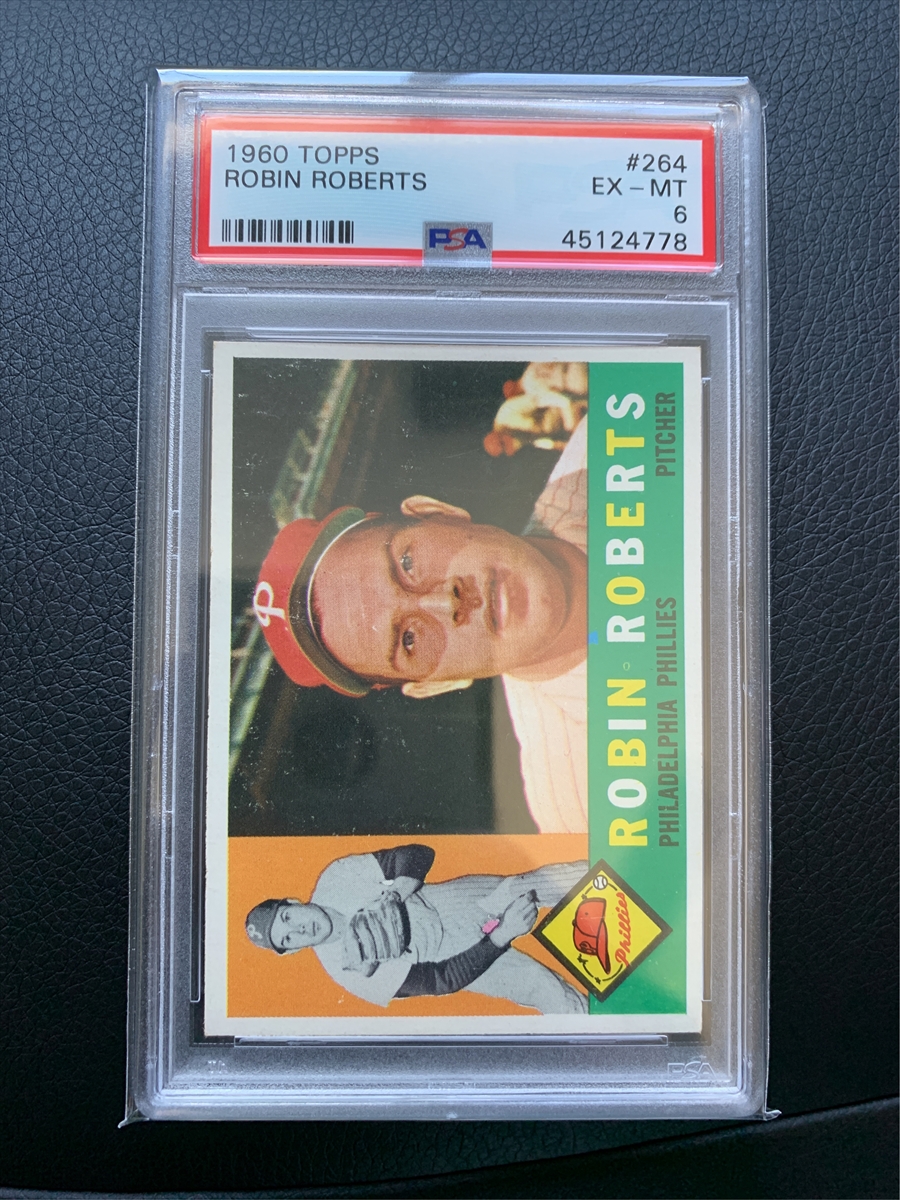 1960 TOPPS
ROBIN ROBERTS
#264
EX - MT
6
45124778
PSA
P
ROBIN ROBERTS
PHILADELPHIA PHILLIES PITCHER
P
Phillies
PSA